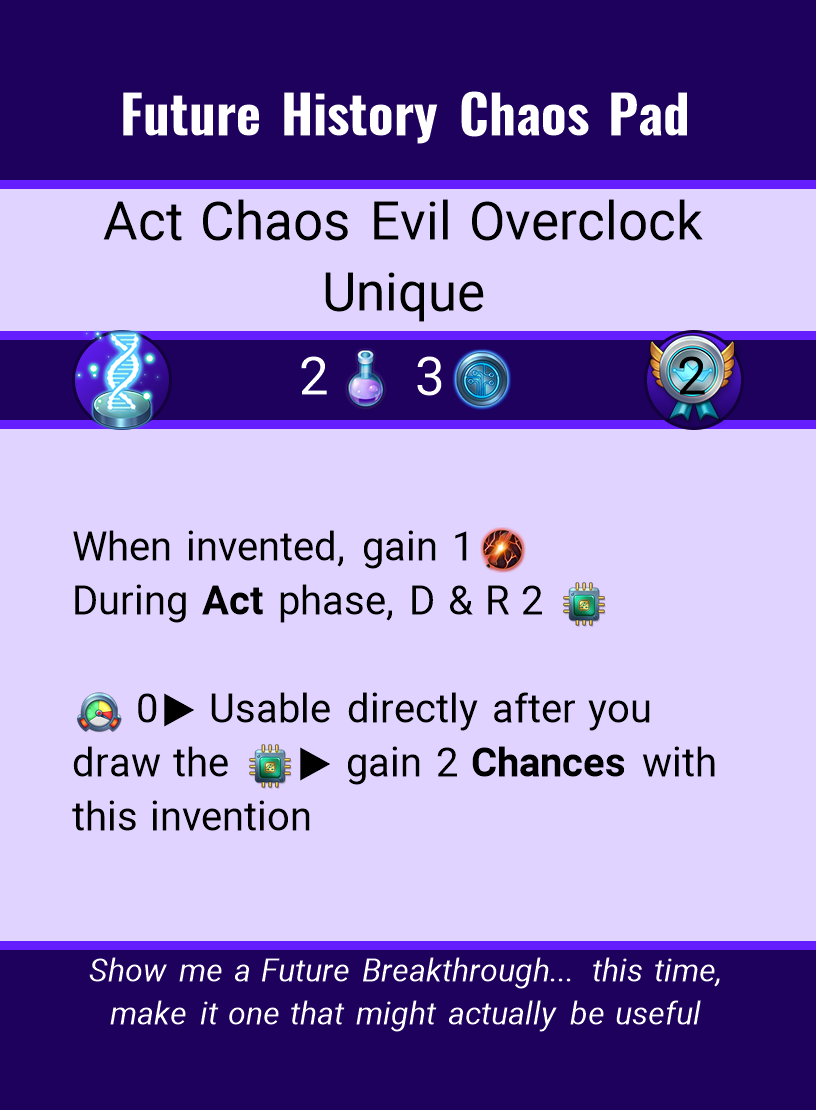 Future History Chaos Pad
Act Chaos Evil Overclock
Unique
2 3 2
When invented, gain 1
During Act phase, D & R 2
0▶ Usable directly after you
draw the ▶ gain 2 Chances with
this invention
Show me a Future Breakthrough... this time,
make it one that might actually be useful